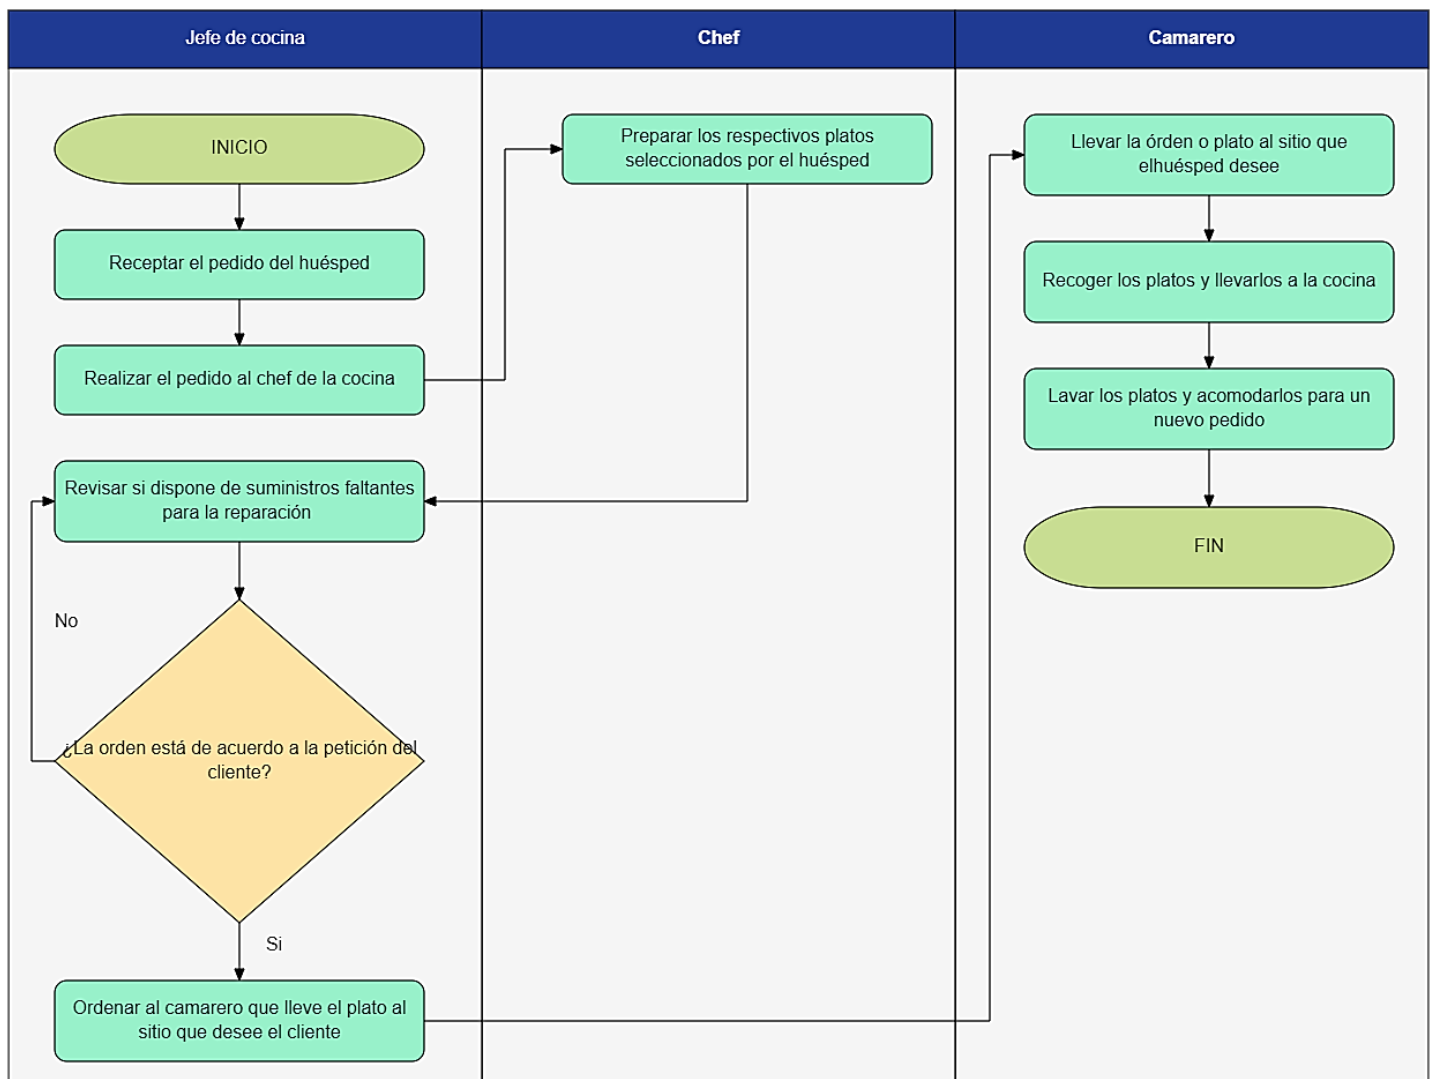 Jefe de cocina
Chef
Camarero
INICIO
Receptar el pedido del huésped
Realizar el pedido al chef de la cocina
Preparar los respectivos platos
seleccionados por el huésped
Revisar si dispone de suministros faltantes
para la reparación
No
¿La orden está de acuerdo a la petición del
cliente?
Si
Ordenar al camarero que lleve el plato al
sitio que desee el cliente
Llevar la órden o plato al sitio que
elhuésped desee
Recoger los platos y llevarlos a la cocina
Lavar los platos y acomodarlos para un
nuevo pedido
FIN